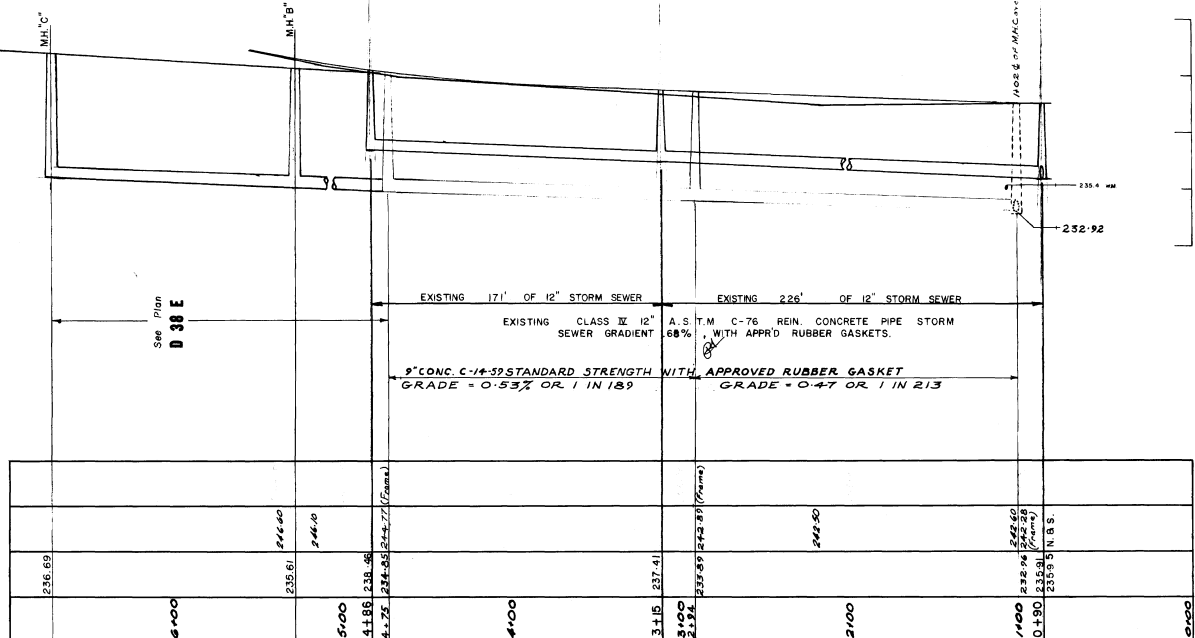 M.H."C"
M.H."B"
235.4
232.92
See Plan
D 38 E
EXISTING 171' OF 12" STORM SEWER
EXISTING 226' OF 12" STORM SEWER
EXISTING CLASS IV 12" A.S.T.M C-76 REIN. CONCRETE PIPE STORM
SEWER GRADIENT .68% , WITH APPR'D RUBBER GASKETS.
9" CONC. C-14-59 STANDARD STRENGTH WITH APPROVED RUBBER GASKET
GRADE = 0.53% OR 1 IN 189
GRADE = 0.47 OR 1 IN 213
246.60
246.10
244.77 (Frame)
242.89 (Frame)
242.50
242.60
242.28
(Frame)
N.B.S.
236.69
235.61
238.46
234.85
237.41
233.89
232.96
235.91
235.95
6+00
5+00
4+86
4+75
4+00
3+15
3+00
2+94
2+00
1+00
0+90
0+00